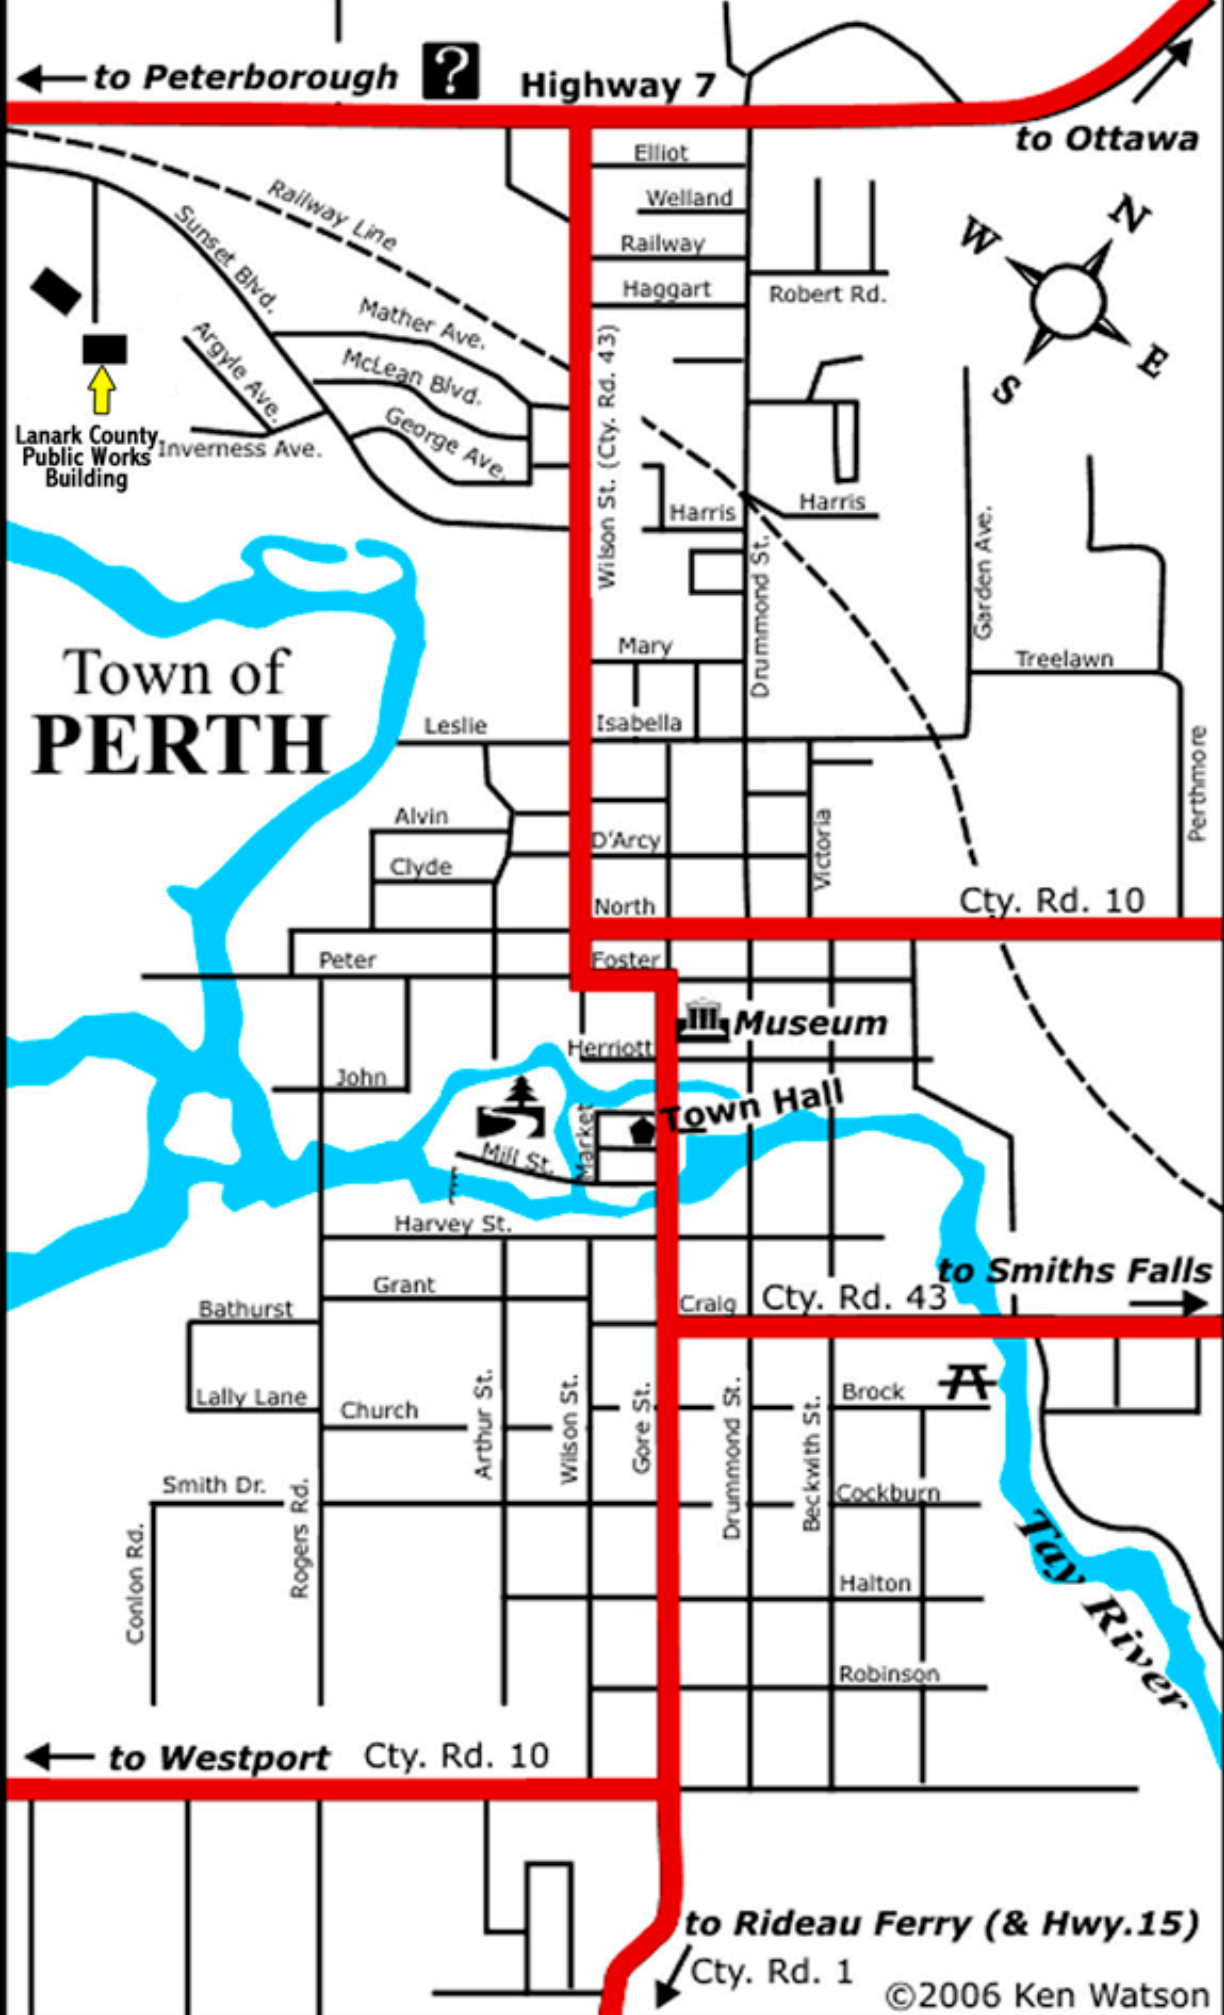 to Peterborough
?
Highway 7
to Ottawa
Elliot
Welland
Railway
Haggart
Robert Rd.
N
W
E
S
Railway Line
Sunset Blvd.
Mather Ave.
McLean Blvd.
George Ave.
Argyle Ave.
Inverness Ave.
Lanark County
Public Works
Building
Wilson St. (Cty. Rd. 43)
Harris
Harris
Drummond St.
Garden Ave.
Mary
Treelawn
Town of
PERTH
Leslie
Isabella
Perthmore
Alvin
D'Arcy
Victoria
Clyde
North
Cty. Rd. 10
Peter
Foster
Museum
Herriott
John
Town Hall
Market
Mill St.
Harvey St.
to Smiths Falls
Grant
Bathurst
Craig
Cty. Rd. 43
Lally Lane
Church
Arthur St.
Wilson St.
Gore St.
Drummond St.
Beckwith St.
Brock
Smith Dr.
Rogers Rd.
Conlon Rd.
Cockburn
Tay River
Halton
Robinson
to Westport
Cty. Rd. 10
to Rideau Ferry (& Hwy.15)
Cty. Rd. 1
©2006 Ken Watson